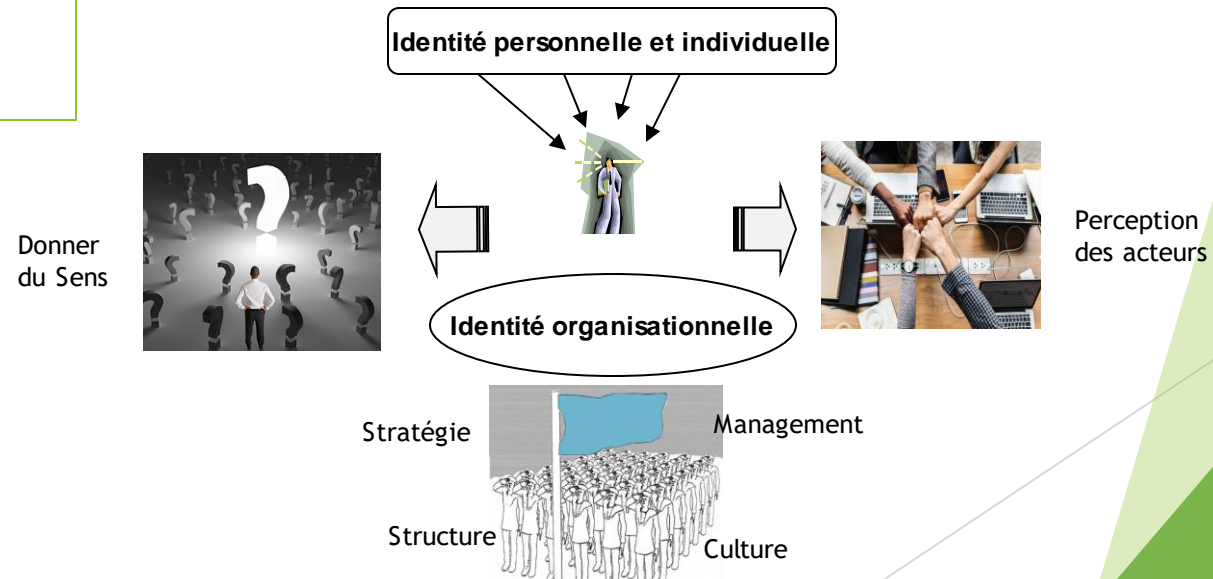 Identité personnelle et individuelle
Donner
du Sens
Perception
des acteurs
Identité organisationnelle
Stratégie
Management
Structure
Culture